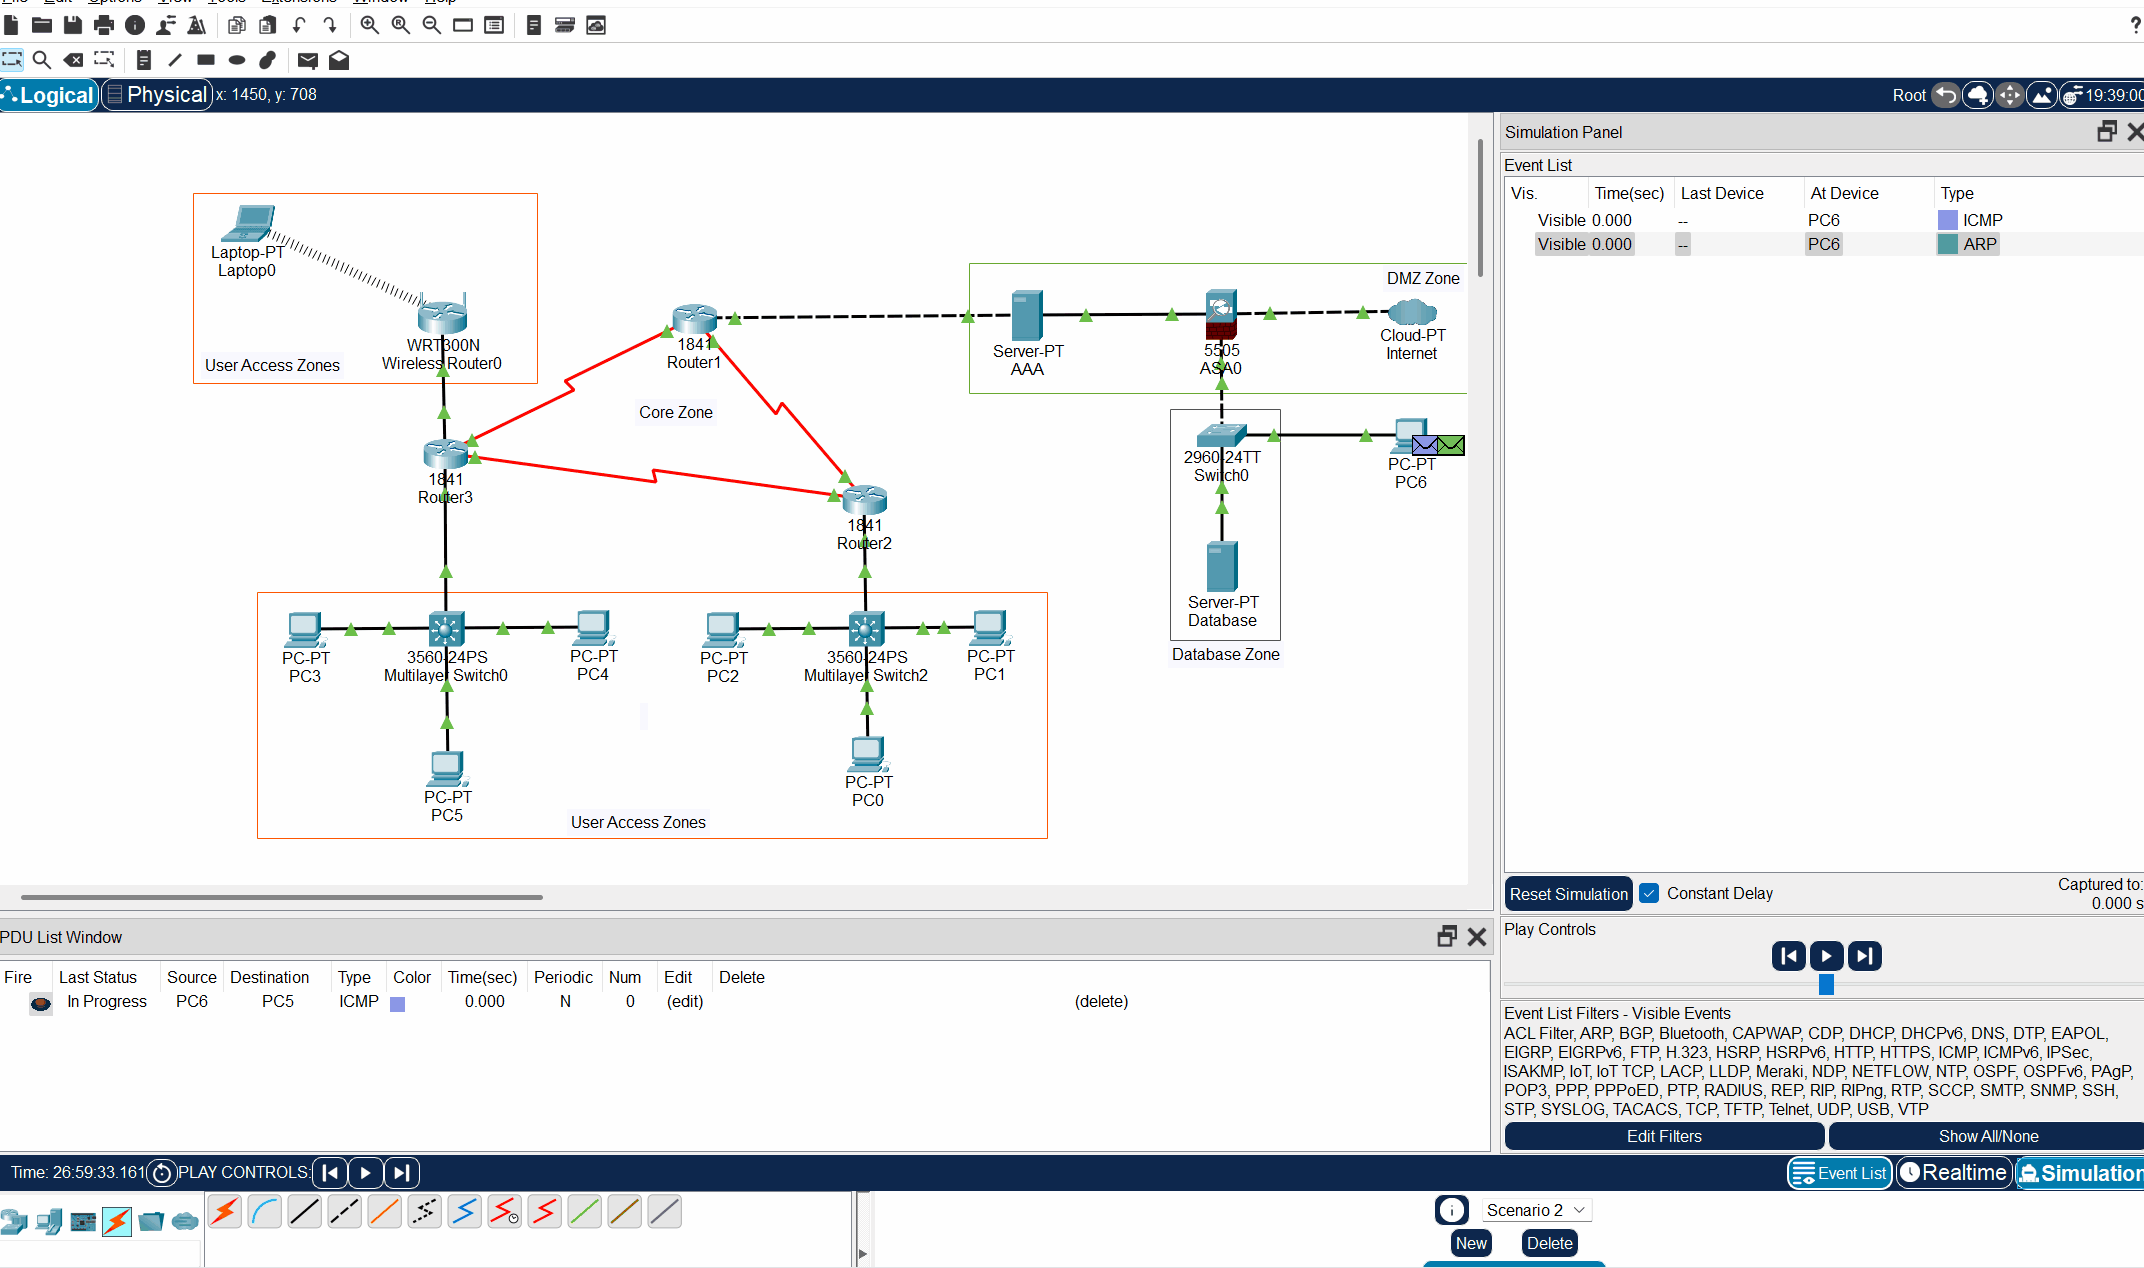 File Edit Options View Tools Extensions Window Help
?
Logical Physical x: 1450, y: 708
Root 19:39:00
Simulation Panel
Event List
Vis. Time(sec) Last Device At Device Type
Visible 0.000 -- PC6 ICMP
Visible 0.000 -- PC6 ARP
Laptop-PT
Laptop0
WRT300N
Wireless Router0
User Access Zones
1841
Router1
Core Zone
DMZ Zone
Server-PT
AAA
5505
ASA0
Cloud-PT
Internet
1841
Router3
1841
Router2
2960-24TT
Switch0
PC-PT
PC6
Server-PT
Database
Database Zone
PC-PT
PC3
3560-24PS
Multilayer Switch0
PC-PT
PC4
PC-PT
PC2
3560-24PS
Multilayer Switch2
PC-PT
PC1
PC-PT
PC5
PC-PT
PC0
User Access Zones
Reset Simulation Constant Delay
Captured to:
0.000 s
Play Controls
PDU List Window
Fire Last Status Source Destination Type Color Time(sec) Periodic Num Edit Delete
In Progress PC6 PC5 ICMP 0.000 N 0 (edit) (delete)
Event List Filters - Visible Events
ACL Filter, ARP, BGP, Bluetooth, CAPWAP, CDP, DHCP, DHCPv6, DNS, DTP, EAPOL,
EIGRP, EIGRPv6, FTP, H.323, HSRP, HSRPv6, HTTP, HTTPS, ICMP, ICMPv6, IPSec,
ISAKMP, IoT, IoT TCP, LACP, LLDP, Meraki, NDP, NETFLOW, NTP, OSPF, OSPFv6, PAgP,
POP3, PPP, PPPoED, PTP, RADIUS, REP, RIP, RIPng, RTP, SCCP, SMTP, SNMP, SSH,
STP, SYSLOG, TACACS, TCP, TFTP, Telnet, UDP, USB, VTP
Edit Filters Show All/None
Time: 26:59:33.161 PLAY CONTROLS:
Event List Realtime Simulation
Scenario 2
New Delete